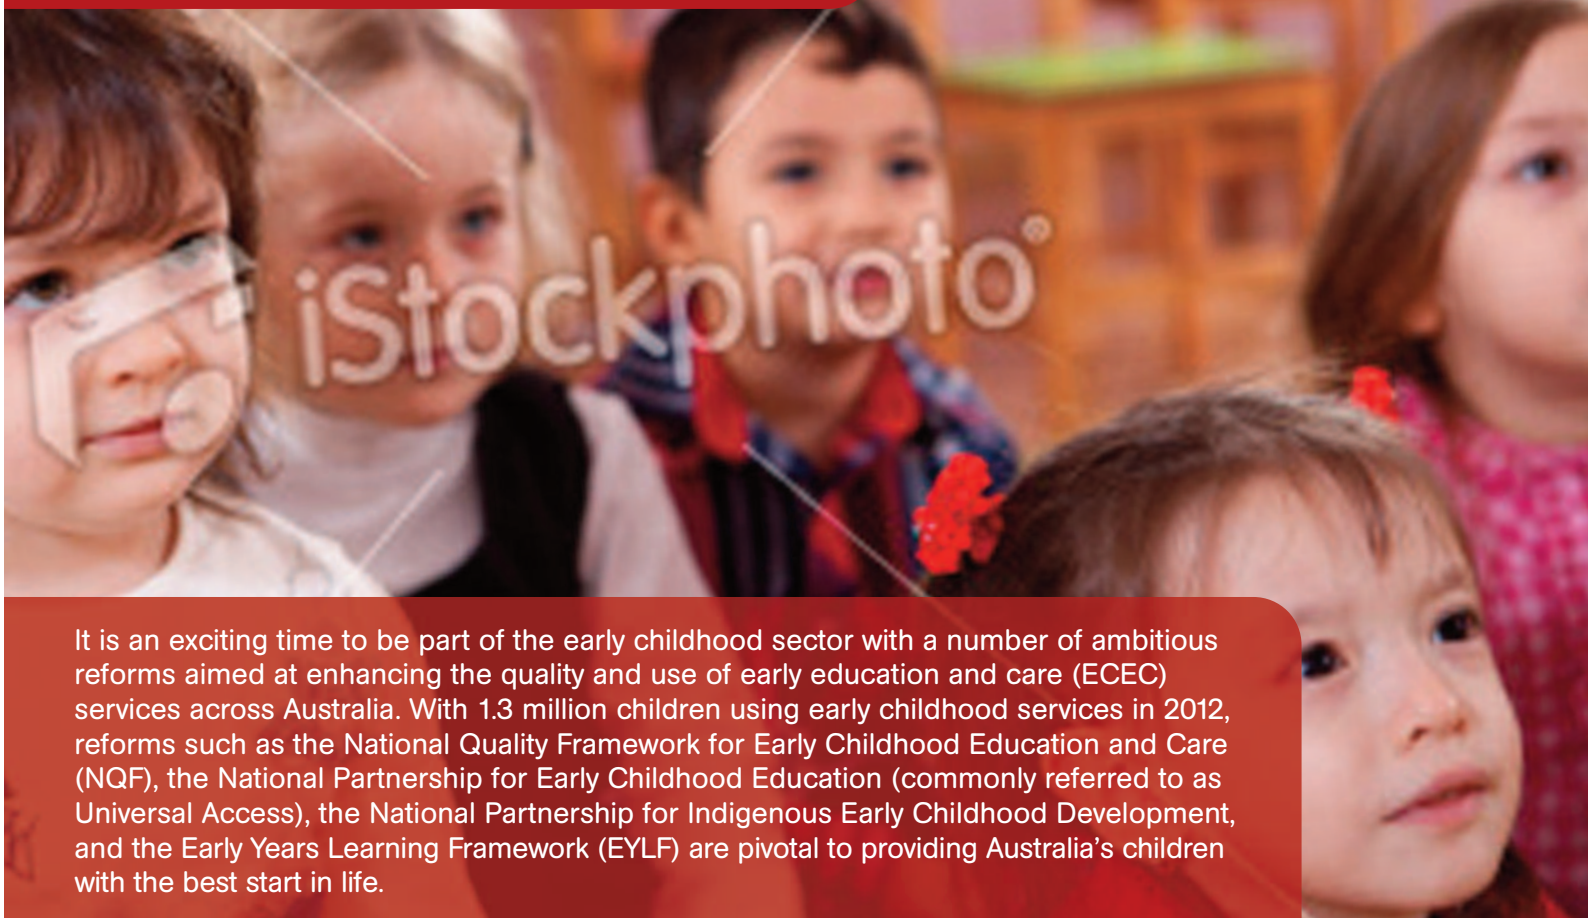 iStockphoto®
It is an exciting time to be part of the early childhood sector with a number of ambitious
reforms aimed at enhancing the quality and use of early education and care (ECEC)
services across Australia. With 1.3 million children using early childhood services in 2012,
reforms such as the National Quality Framework for Early Childhood Education and Care
(NQF), the National Partnership for Early Childhood Education (commonly referred to as
Universal Access), the National Partnership for Indigenous Early Childhood Development,
and the Early Years Learning Framework (EYLF) are pivotal to providing Australia’s children
with the best start in life.